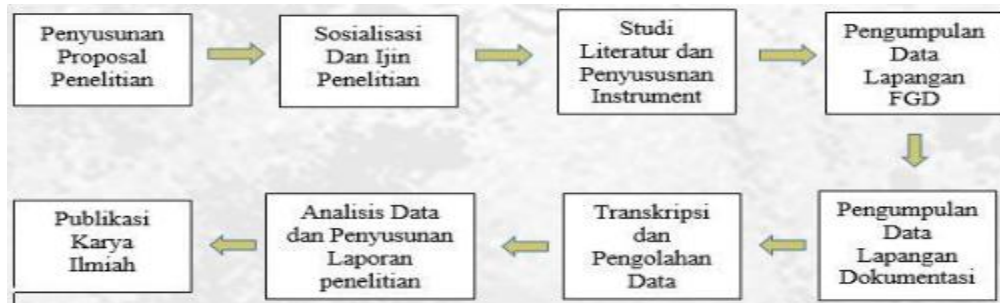 Penyusunan
Proposal
Penelitian
Sosialisasi
Dan Ijin
Penelitian
Studi
Literatur dan
Penyususnan
Instrument
Pengumpulan
Data
Lapangan
FGD
Pengumpulan
Data
Lapangan
Dokumentasi
Transkripsi
dan
Pengolahan
Data
Analisis Data
dan Penyusunan
Laporan
penelitian
Publikasi
Karya
Ilmiah